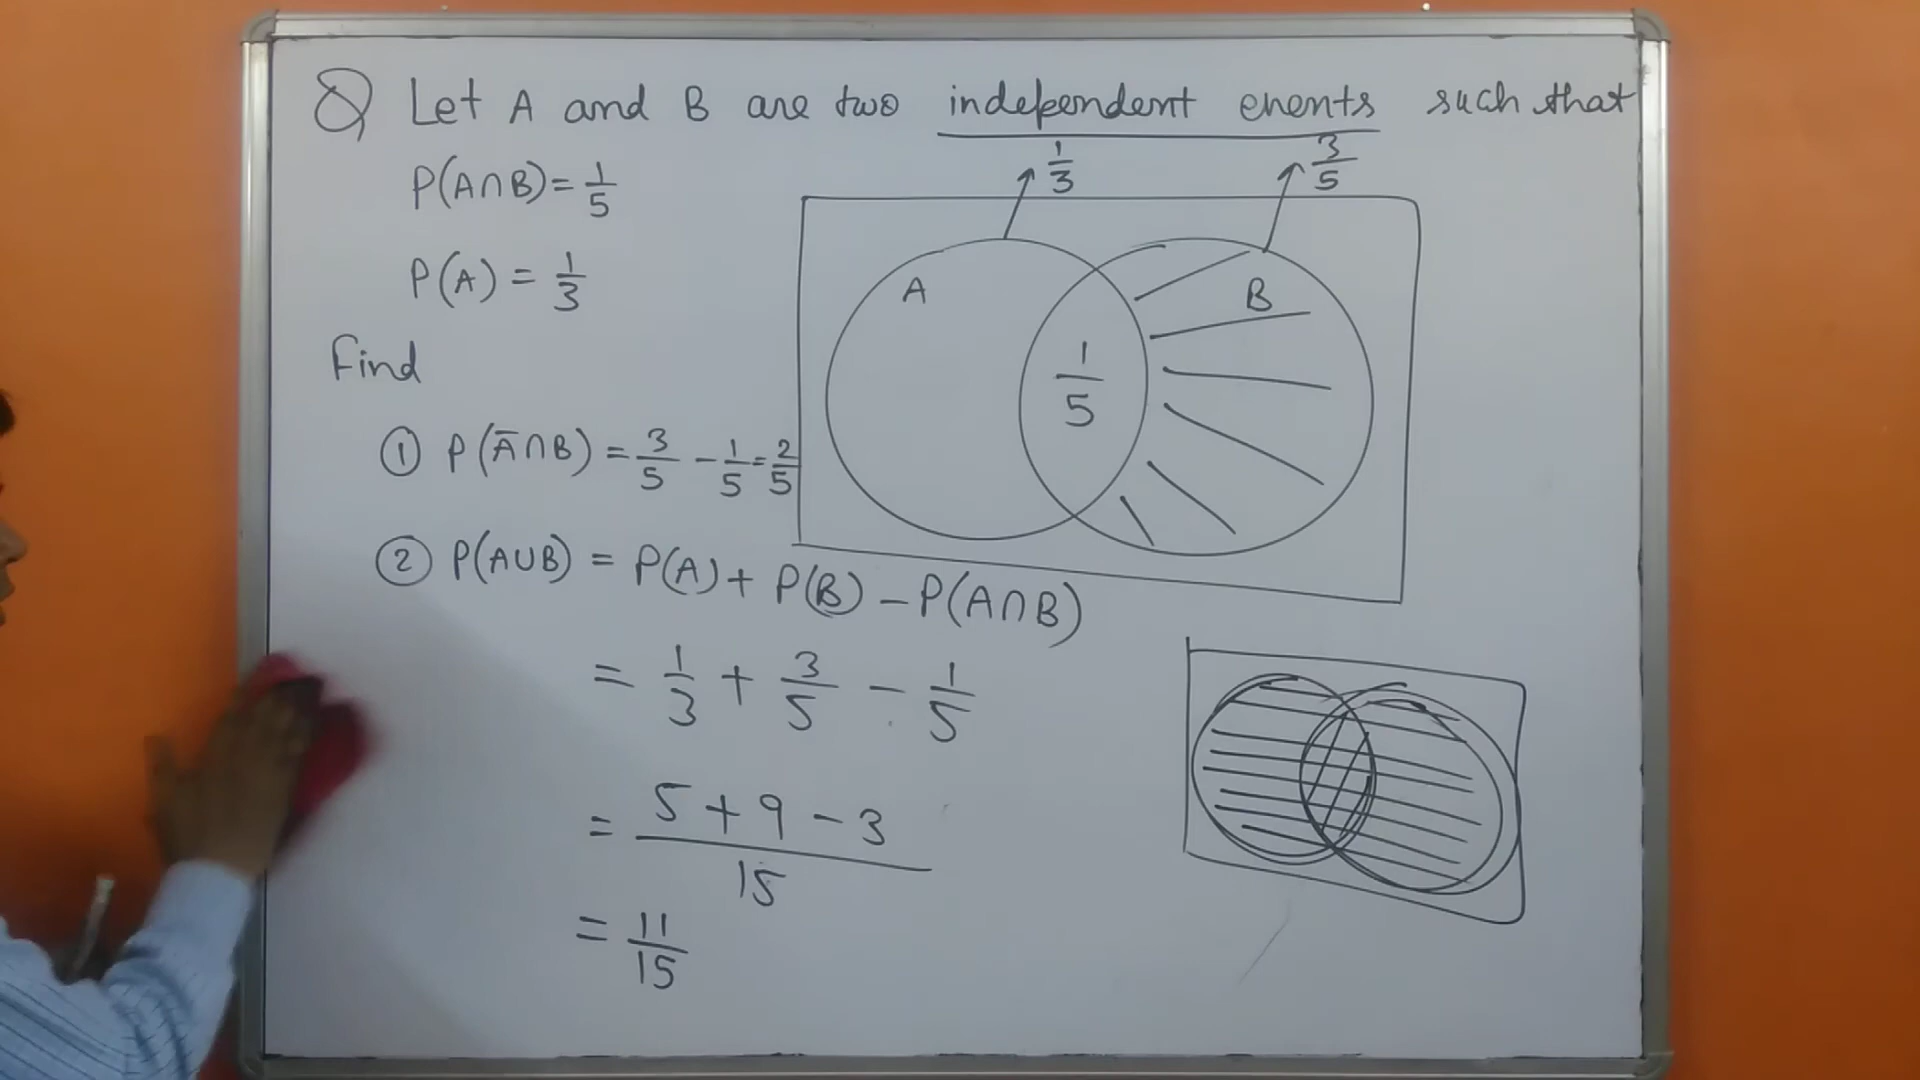 Q Let A and B are two independent events such that
P(A∩B) = 1/5
P(A) = 1/3
1/3
3/5
A
B
1/5
Find
① P(A̅∩B) = 3/5 - 1/5 = 2/5
② P(A∪B) = P(A) + P(B) - P(A∩B)
= 1/3 + 3/5 - 1/5
= (5 + 9 - 3)/15
= 11/15